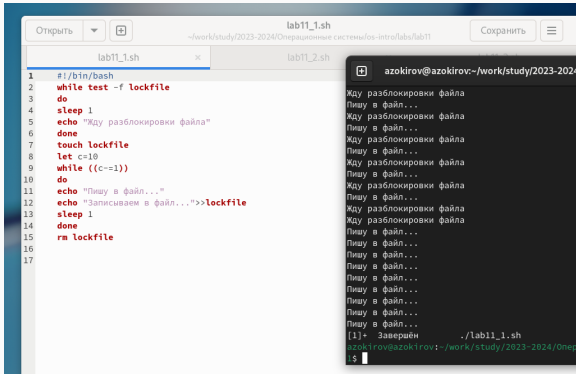 Открыть
lab11_1.sh
~/work/study/2023-2024/Операционные системы/os-intro/labs/lab11
Сохранить
lab11_1.sh ×
lab11_2.sh
1 #!/bin/bash
2 while test -f lockfile
3 do
4 sleep 1
5 echo "Жду разблокировки файла"
6 done
7 touch lockfile
8 let c=10
9 while ((c-=1))
10 do
11 echo "Пишу в файл..."
12 echo "Записываем в файл...">>lockfile
13 sleep 1
14 done
15 rm lockfile
16
17
azokirov@azokirov:~/work/study/2023-2024
Жду разблокировки файла
Пишу в файл...
Жду разблокировки файла
Пишу в файл...
Жду разблокировки файла
Пишу в файл...
Жду разблокировки файла
Пишу в файл...
Жду разблокировки файла
Пишу в файл...
Жду разблокировки файла
Жду разблокировки файла
Пишу в файл...
Пишу в файл...
Пишу в файл...
Пишу в файл...
Пишу в файл...
Пишу в файл...
Пишу в файл...
Пишу в файл...
Пишу в файл...
[1]+ Завершён ./lab11_1.sh
azokirov@azokirov:~/work/study/2023-2024/Опер
1$